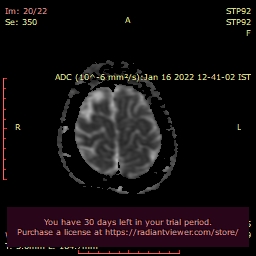 Im: 20/22
Se: 350
STP92
STP92
F
A
ADC (10^-6 mm²/s):Jan 16 2022 12-41-02 IST
R
L
You have 30 days left in your trial period.
Purchase a license at https://radiantviewer.com/store/